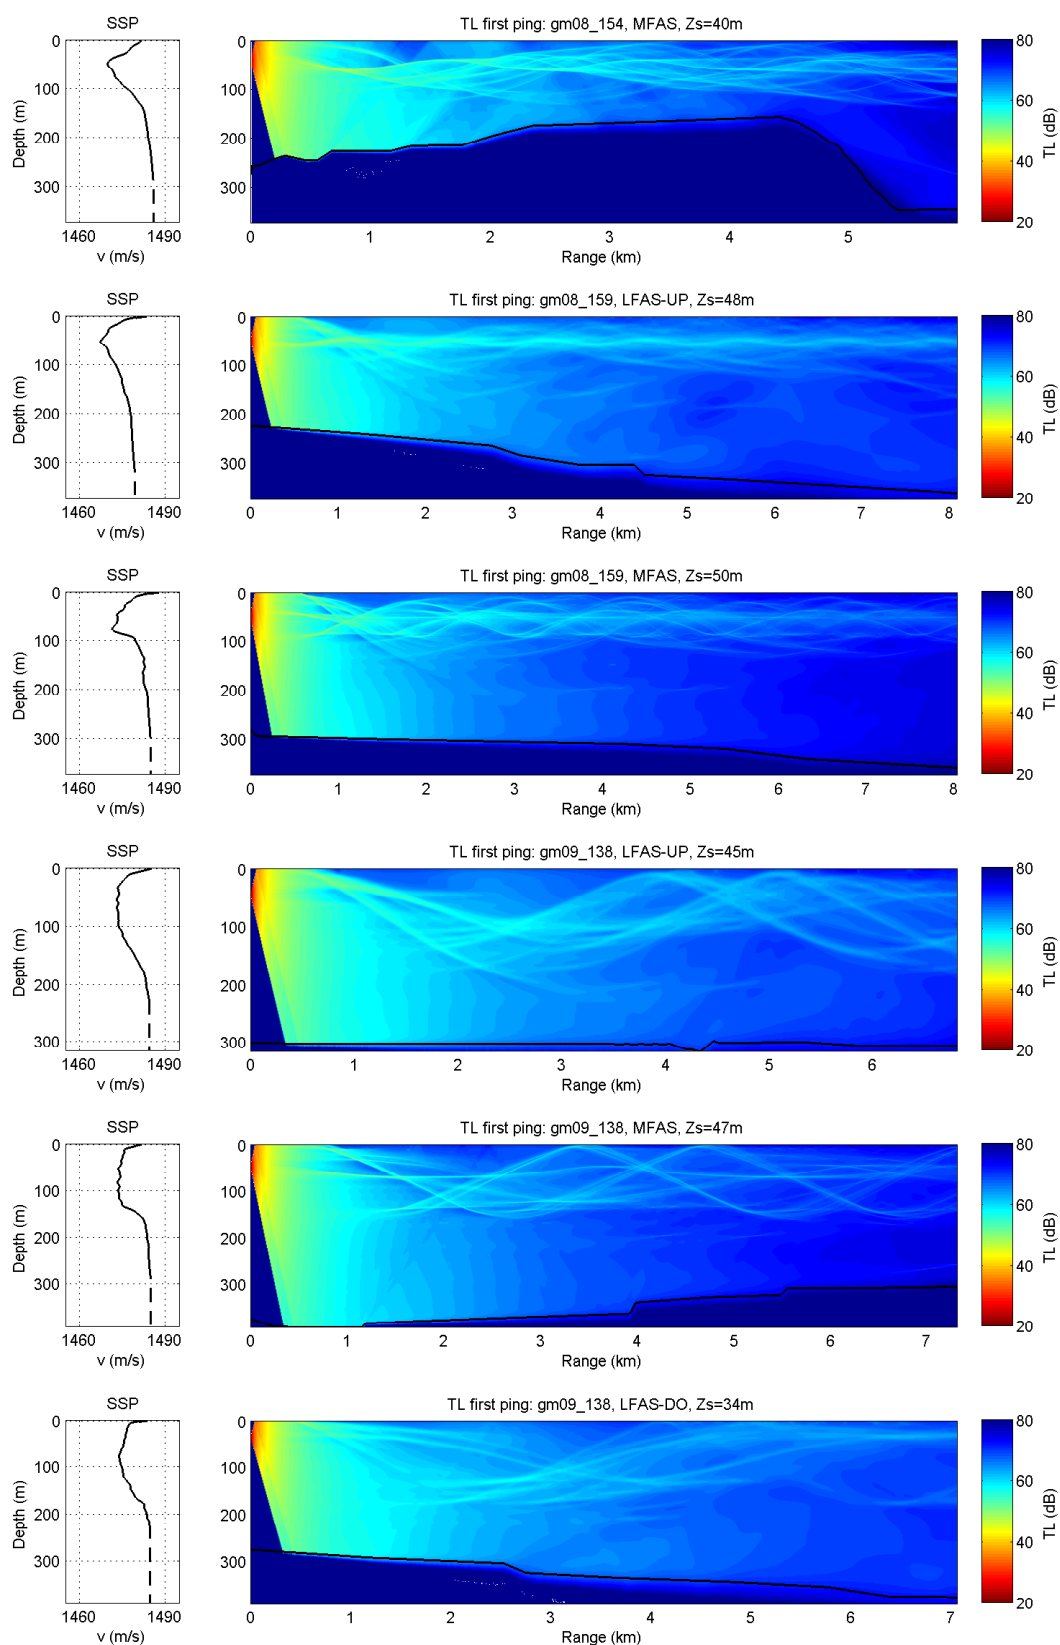 SSP
TL first ping: gm08_154, MFAS, Zs=40m
0
100
200
300
Depth (m)
1460 1490
v (m/s)
0
100
200
300
0 1 2 3 4 5
Range (km)
80
60
40
20
TL (dB)
SSP
TL first ping: gm08_159, LFAS-UP, Zs=48m
0
100
200
300
Depth (m)
1460 1490
v (m/s)
0
100
200
300
0 1 2 3 4 5 6 7 8
Range (km)
80
60
40
20
TL (dB)
SSP
TL first ping: gm08_159, MFAS, Zs=50m
0
100
200
300
Depth (m)
1460 1490
v (m/s)
0
100
200
300
0 1 2 3 4 5 6 7 8
Range (km)
80
60
40
20
TL (dB)
SSP
TL first ping: gm09_138, LFAS-UP, Zs=45m
0
100
200
300
Depth (m)
1460 1490
v (m/s)
0
100
200
300
0 1 2 3 4 5 6
Range (km)
80
60
40
20
TL (dB)
SSP
TL first ping: gm09_138, MFAS, Zs=47m
0
100
200
300
Depth (m)
1460 1490
v (m/s)
0
100
200
300
0 1 2 3 4 5 6 7
Range (km)
80
60
40
20
TL (dB)
SSP
TL first ping: gm09_138, LFAS-DO, Zs=34m
0
100
200
300
Depth (m)
1460 1490
v (m/s)
0
100
200
300
0 1 2 3 4 5 6 7
Range (km)
80
60
40
20
TL (dB)